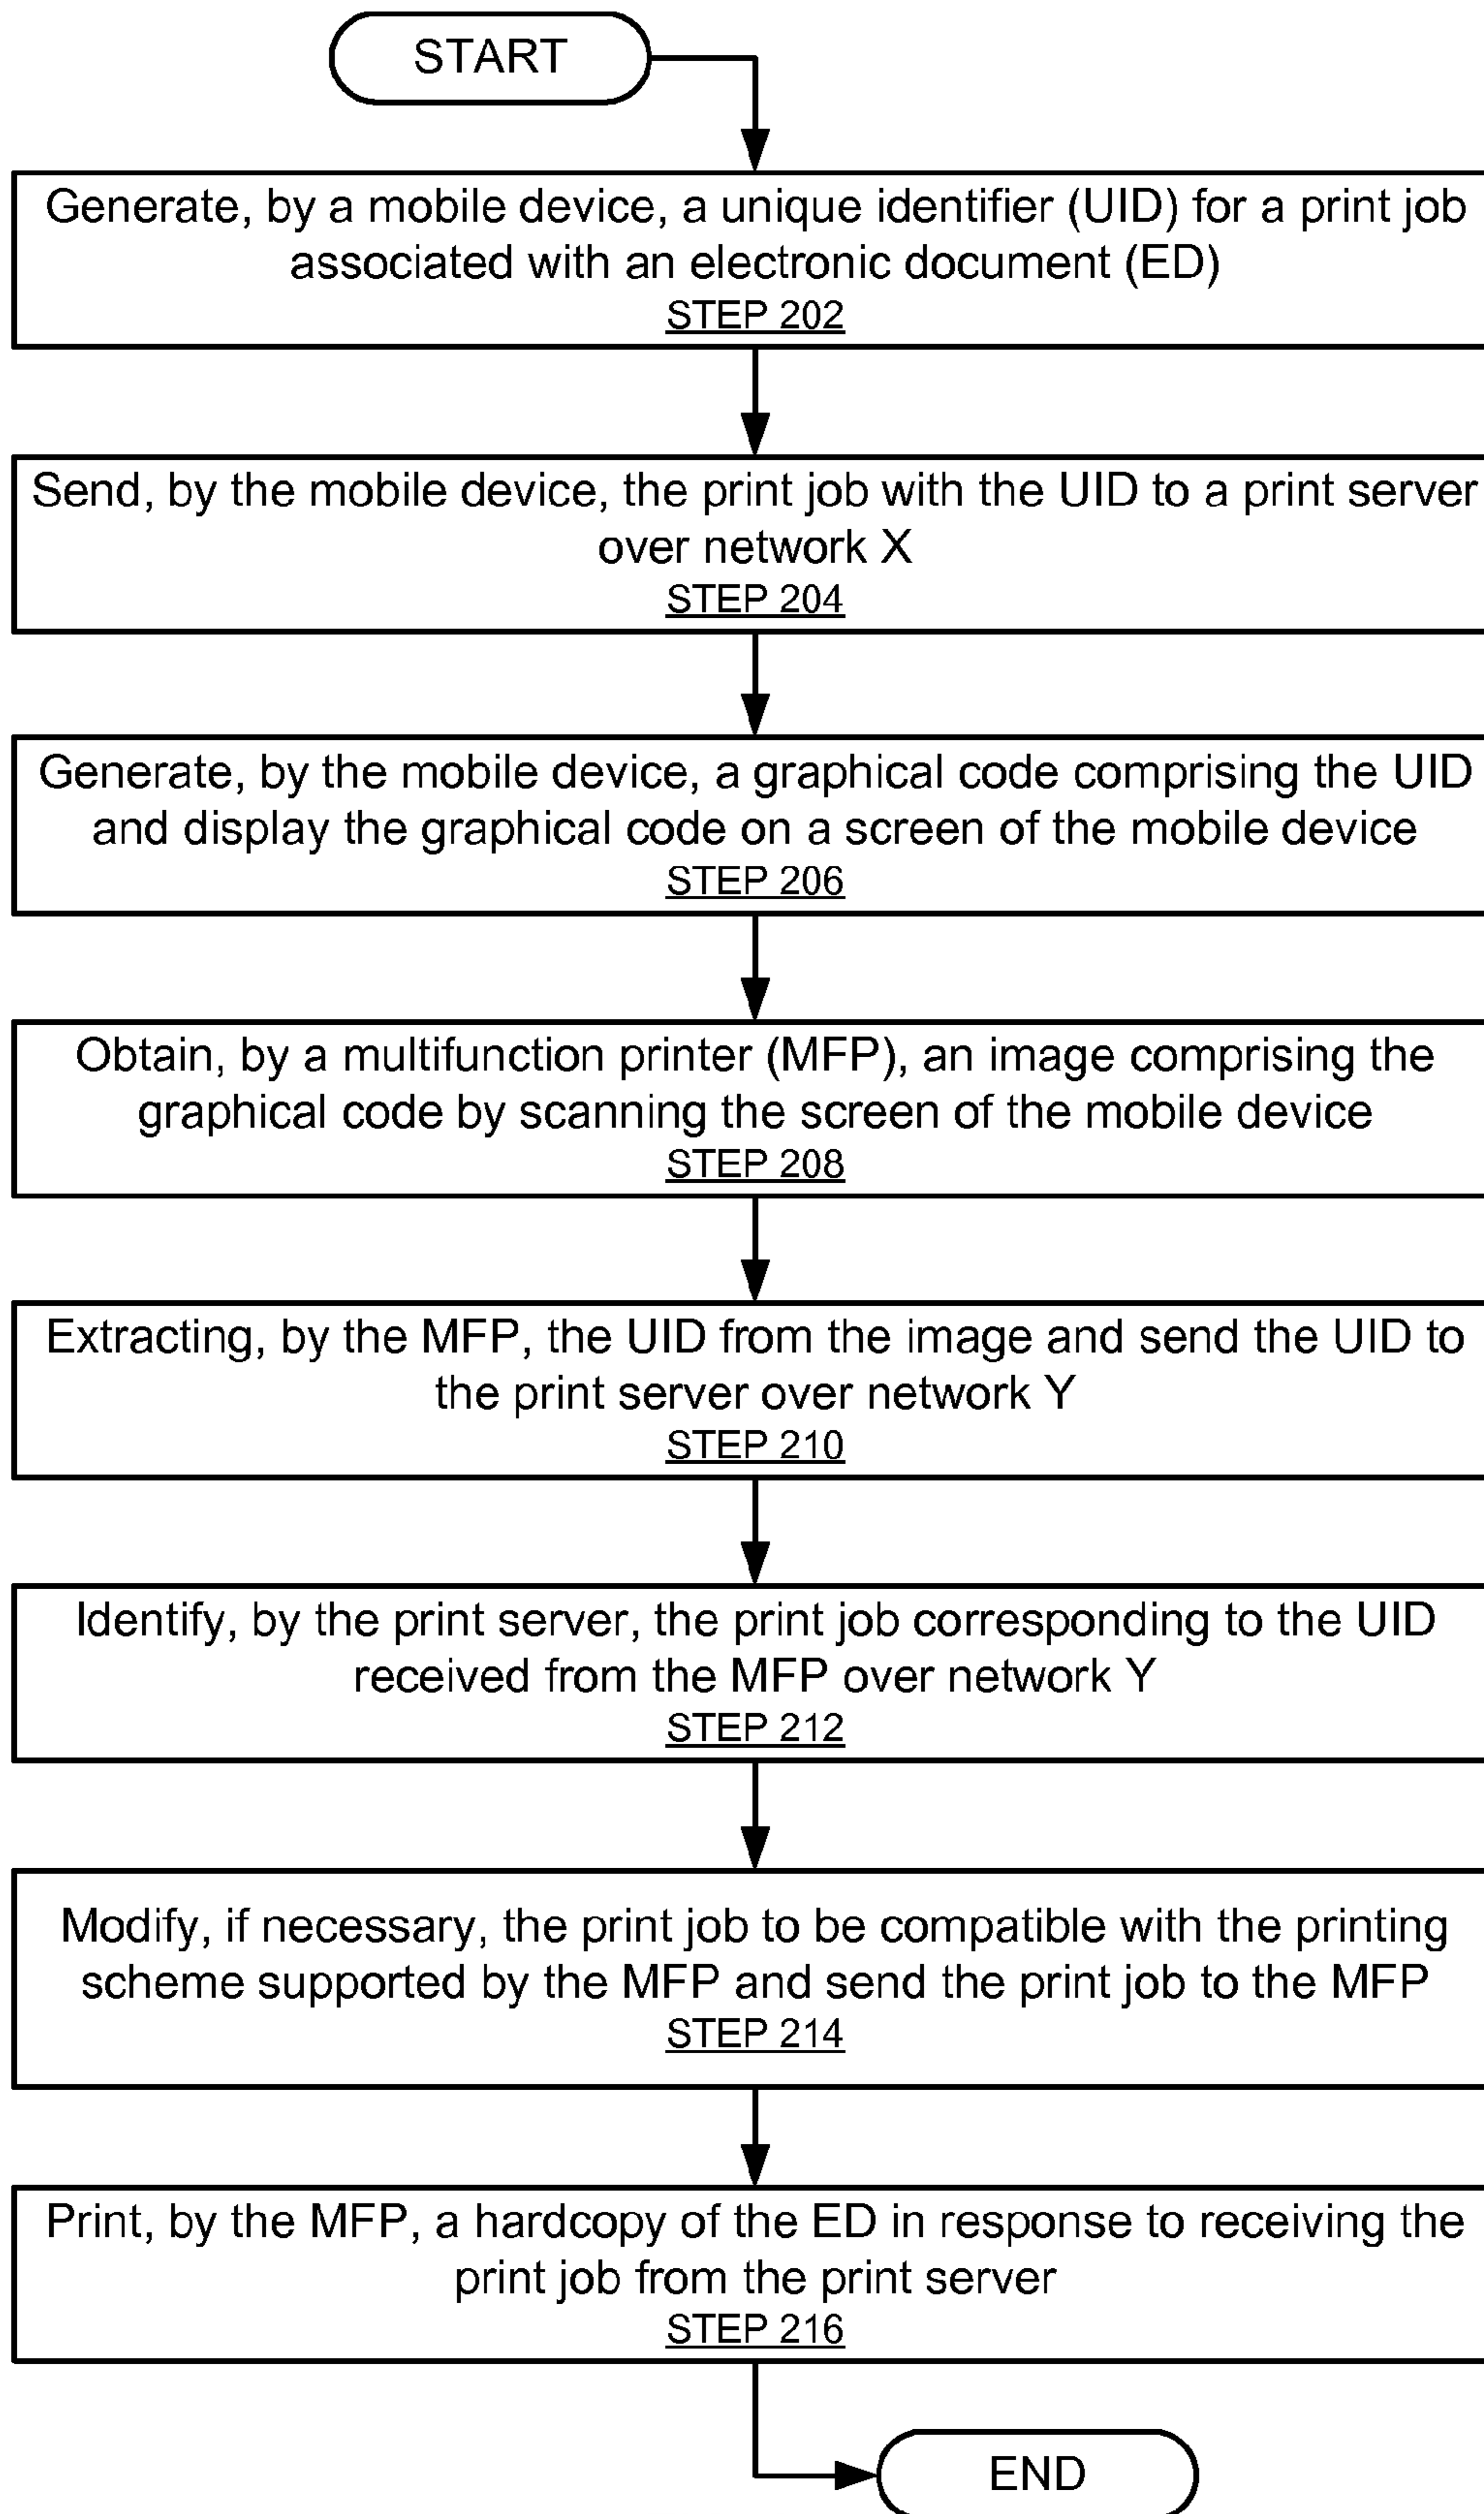 START
Generate, by a mobile device, a unique identifier (UID) for a print job
associated with an electronic document (ED)
STEP 202
Send, by the mobile device, the print job with the UID to a print server
over network X
STEP 204
Generate, by the mobile device, a graphical code comprising the UID
and display the graphical code on a screen of the mobile device
STEP 206
Obtain, by a multifunction printer (MFP), an image comprising the
graphical code by scanning the screen of the mobile device
STEP 208
Extracting, by the MFP, the UID from the image and send the UID to
the print server over network Y
STEP 210
Identify, by the print server, the print job corresponding to the UID
received from the MFP over network Y
STEP 212
Modify, if necessary, the print job to be compatible with the printing
scheme supported by the MFP and send the print job to the MFP
STEP 214
Print, by the MFP, a hardcopy of the ED in response to receiving the
print job from the print server
STEP 216
END